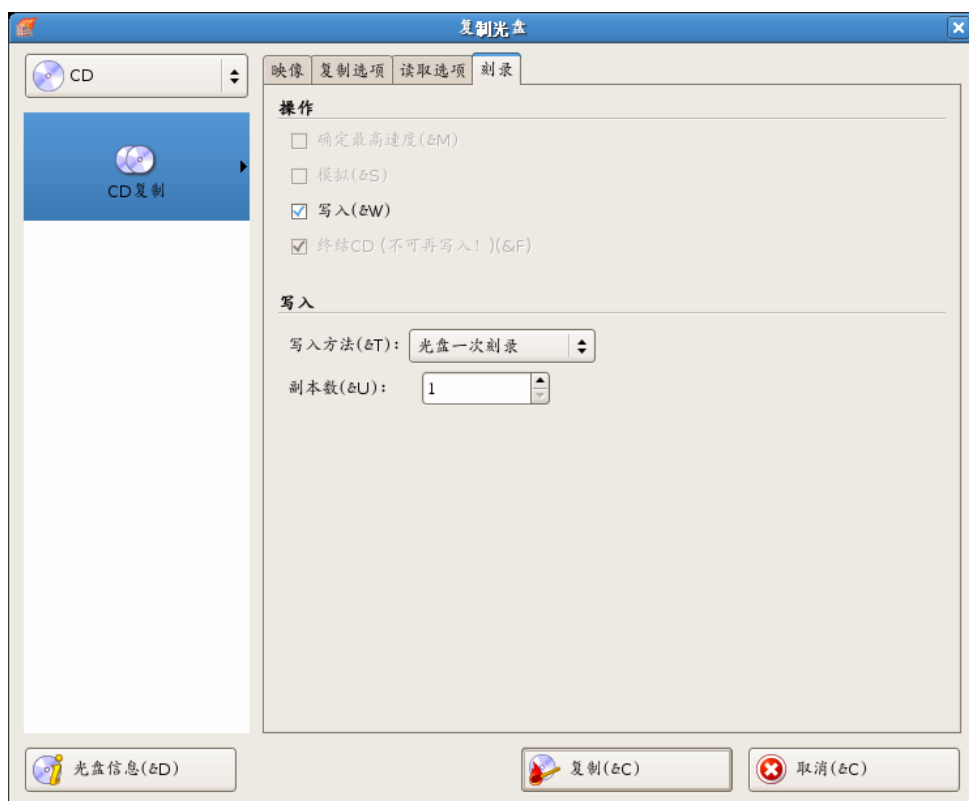 复制光盘
CD
映像 复制选项 读取选项 刻录
CD复制
操作
确定最高速度(&M)
模拟(&S)
写入(&W)
终结CD (不可再写入! )(&F)
写入
写入方法(&T): 光盘一次刻录
副本数(&U): 1
光盘信息(&D)
复制(&C)
取消(&C)